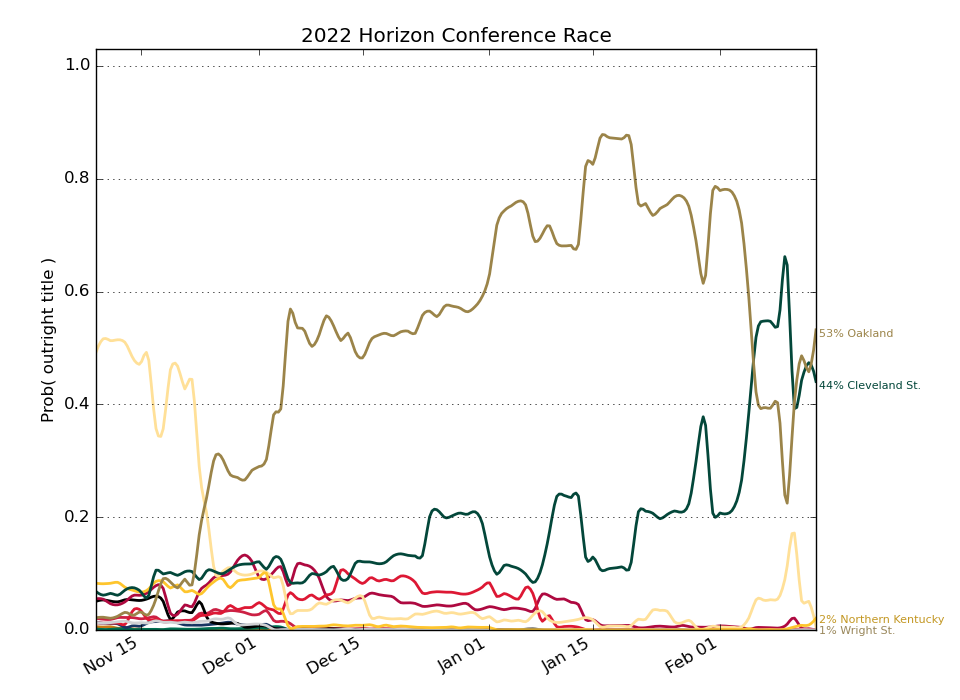 2022 Horizon Conference Race
Prob( outright title )
1.0
0.8
0.6
0.4
0.2
0.0
53% Oakland
44% Cleveland St.
2% Northern Kentucky
1% Wright St.
Nov 15
Dec 01
Dec 15
Jan 01
Jan 15
Feb 01